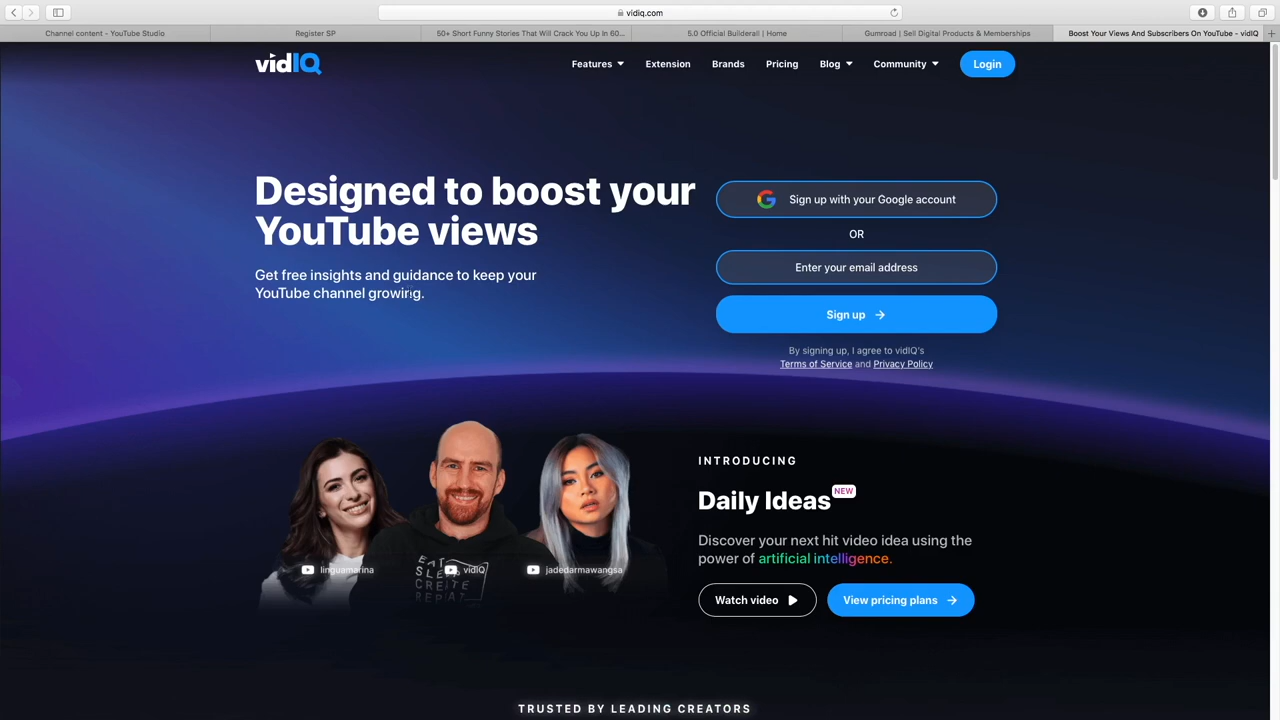 vidiq.com
Channel content - YouTube Studio
Register SP
50+ Short Funny Stories That Will Crack You Up In 60...
5.0 Official Builderall | Home
Gumroad | Sell Digital Products & Memberships
Boost Your Views And Subscribers On YouTube - vidIQ
vidIQ
Features
Extension
Brands
Pricing
Blog
Community
Login
Designed to boost your
YouTube views
Get free insights and guidance to keep your
YouTube channel growing.
Sign up with your Google account
OR
Enter your email address
Sign up
By signing up, I agree to vidIQ's
Terms of Service and Privacy Policy
EAT
SLEEP
CREATE
REPEAT
linguamarina
vidIQ
jadedarmawangsa
INTRODUCING
Daily Ideas NEW
Discover your next hit video idea using the
power of artificial intelligence.
Watch video
View pricing plans
TRUSTED BY LEADING CREATORS